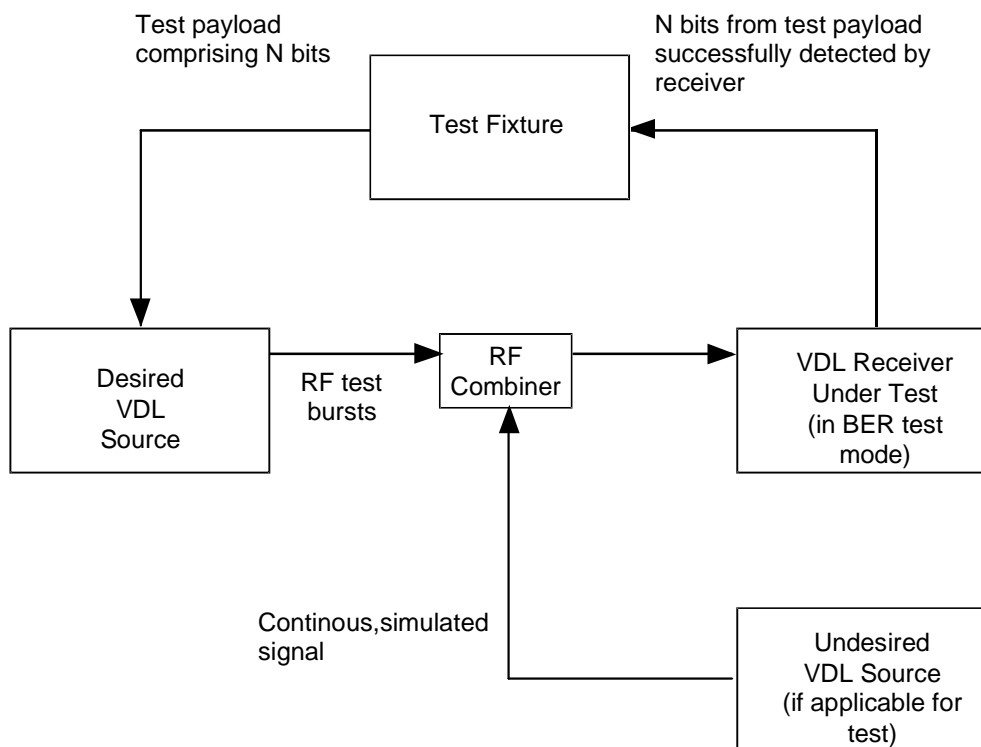 Test payload
comprising N bits
N bits from test payload
successfully detected by
receiver
Test Fixture
Desired
VDL
Source
RF test
bursts
RF
Combiner
VDL Receiver
Under Test
(in BER test
mode)
Continous,simulated
signal
Undesired
VDL Source
(if applicable for
test)